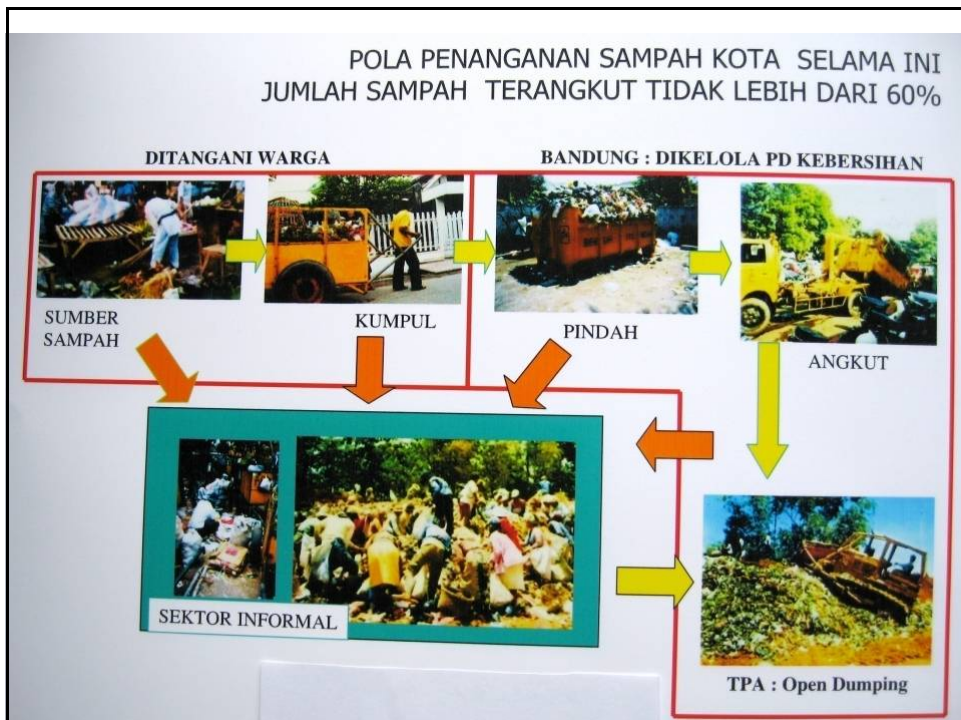 POLA PENANGANAN SAMPAH KOTA SELAMA INI
JUMLAH SAMPAH TERANGKUT TIDAK LEBIH DARI 60%
DITANGANI WARGA
BANDUNG : DIKELOLA PD KEBERSIHAN
SUMBER
SAMPAH
KUMPUL
PINDAH
ANGKUT
SEKTOR INFORMAL
TPA : Open Dumping